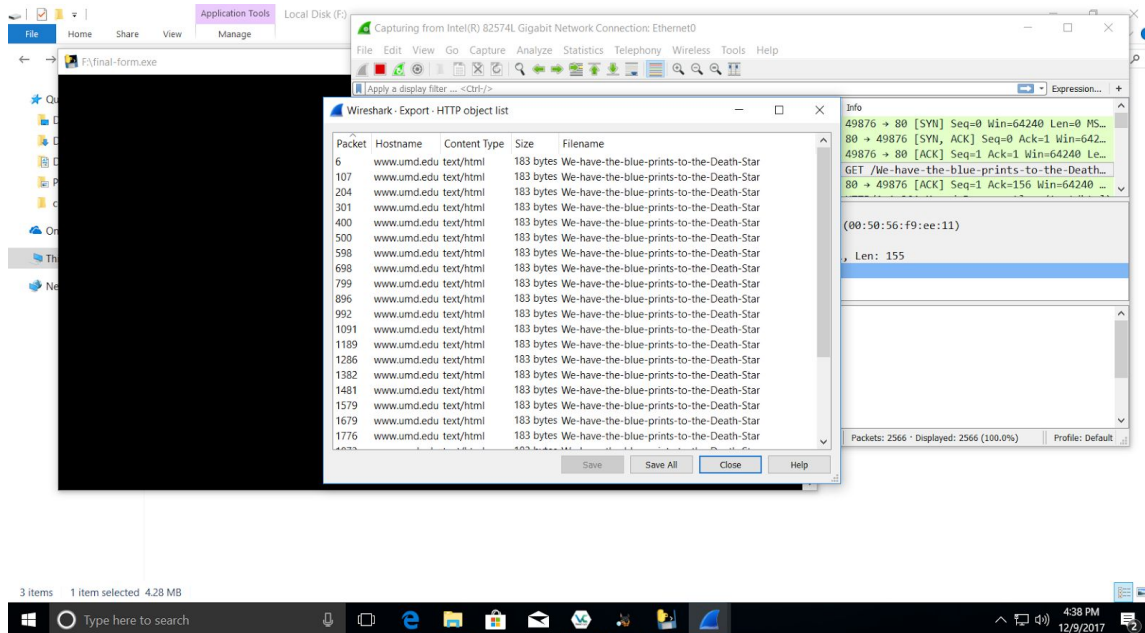 Application Tools Local Disk (F:)
File Home Share View Manage
F:\final-form.exe
Capturing from Intel(R) 82574L Gigabit Network Connection: Ethernet0
File Edit View Go Capture Analyze Statistics Telephony Wireless Tools Help
Apply a display filter ... <Ctrl-/>
Expression... +
Wireshark · Export · HTTP object list
Packet Hostname Content Type Size Filename
6 www.umd.edu text/html 183 bytes We-have-the-blue-prints-to-the-Death-Star
107 www.umd.edu text/html 183 bytes We-have-the-blue-prints-to-the-Death-Star
204 www.umd.edu text/html 183 bytes We-have-the-blue-prints-to-the-Death-Star
301 www.umd.edu text/html 183 bytes We-have-the-blue-prints-to-the-Death-Star
400 www.umd.edu text/html 183 bytes We-have-the-blue-prints-to-the-Death-Star
500 www.umd.edu text/html 183 bytes We-have-the-blue-prints-to-the-Death-Star
598 www.umd.edu text/html 183 bytes We-have-the-blue-prints-to-the-Death-Star
698 www.umd.edu text/html 183 bytes We-have-the-blue-prints-to-the-Death-Star
799 www.umd.edu text/html 183 bytes We-have-the-blue-prints-to-the-Death-Star
896 www.umd.edu text/html 183 bytes We-have-the-blue-prints-to-the-Death-Star
992 www.umd.edu text/html 183 bytes We-have-the-blue-prints-to-the-Death-Star
1091 www.umd.edu text/html 183 bytes We-have-the-blue-prints-to-the-Death-Star
1189 www.umd.edu text/html 183 bytes We-have-the-blue-prints-to-the-Death-Star
1286 www.umd.edu text/html 183 bytes We-have-the-blue-prints-to-the-Death-Star
1382 www.umd.edu text/html 183 bytes We-have-the-blue-prints-to-the-Death-Star
1481 www.umd.edu text/html 183 bytes We-have-the-blue-prints-to-the-Death-Star
1579 www.umd.edu text/html 183 bytes We-have-the-blue-prints-to-the-Death-Star
1679 www.umd.edu text/html 183 bytes We-have-the-blue-prints-to-the-Death-Star
1776 www.umd.edu text/html 183 bytes We-have-the-blue-prints-to-the-Death-Star
Save Save All Close Help
Info
49876 → 80 [SYN] Seq=0 Win=64240 Len=0 MS...
80 → 49876 [SYN, ACK] Seq=0 Ack=1 Win=642...
49876 → 80 [ACK] Seq=1 Ack=1 Win=64240 Le...
GET /We-have-the-blue-prints-to-the-Death...
80 → 49876 [ACK] Seq=1 Ack=156 Win=64240 ...
(00:50:56:f9:ee:11)
, Len: 155
Packets: 2566 · Displayed: 2566 (100.0%) Profile: Default
Qu
On
Th
Ne
3 items 1 item selected 4.28 MB
Type here to search
4:38 PM
12/9/2017
2